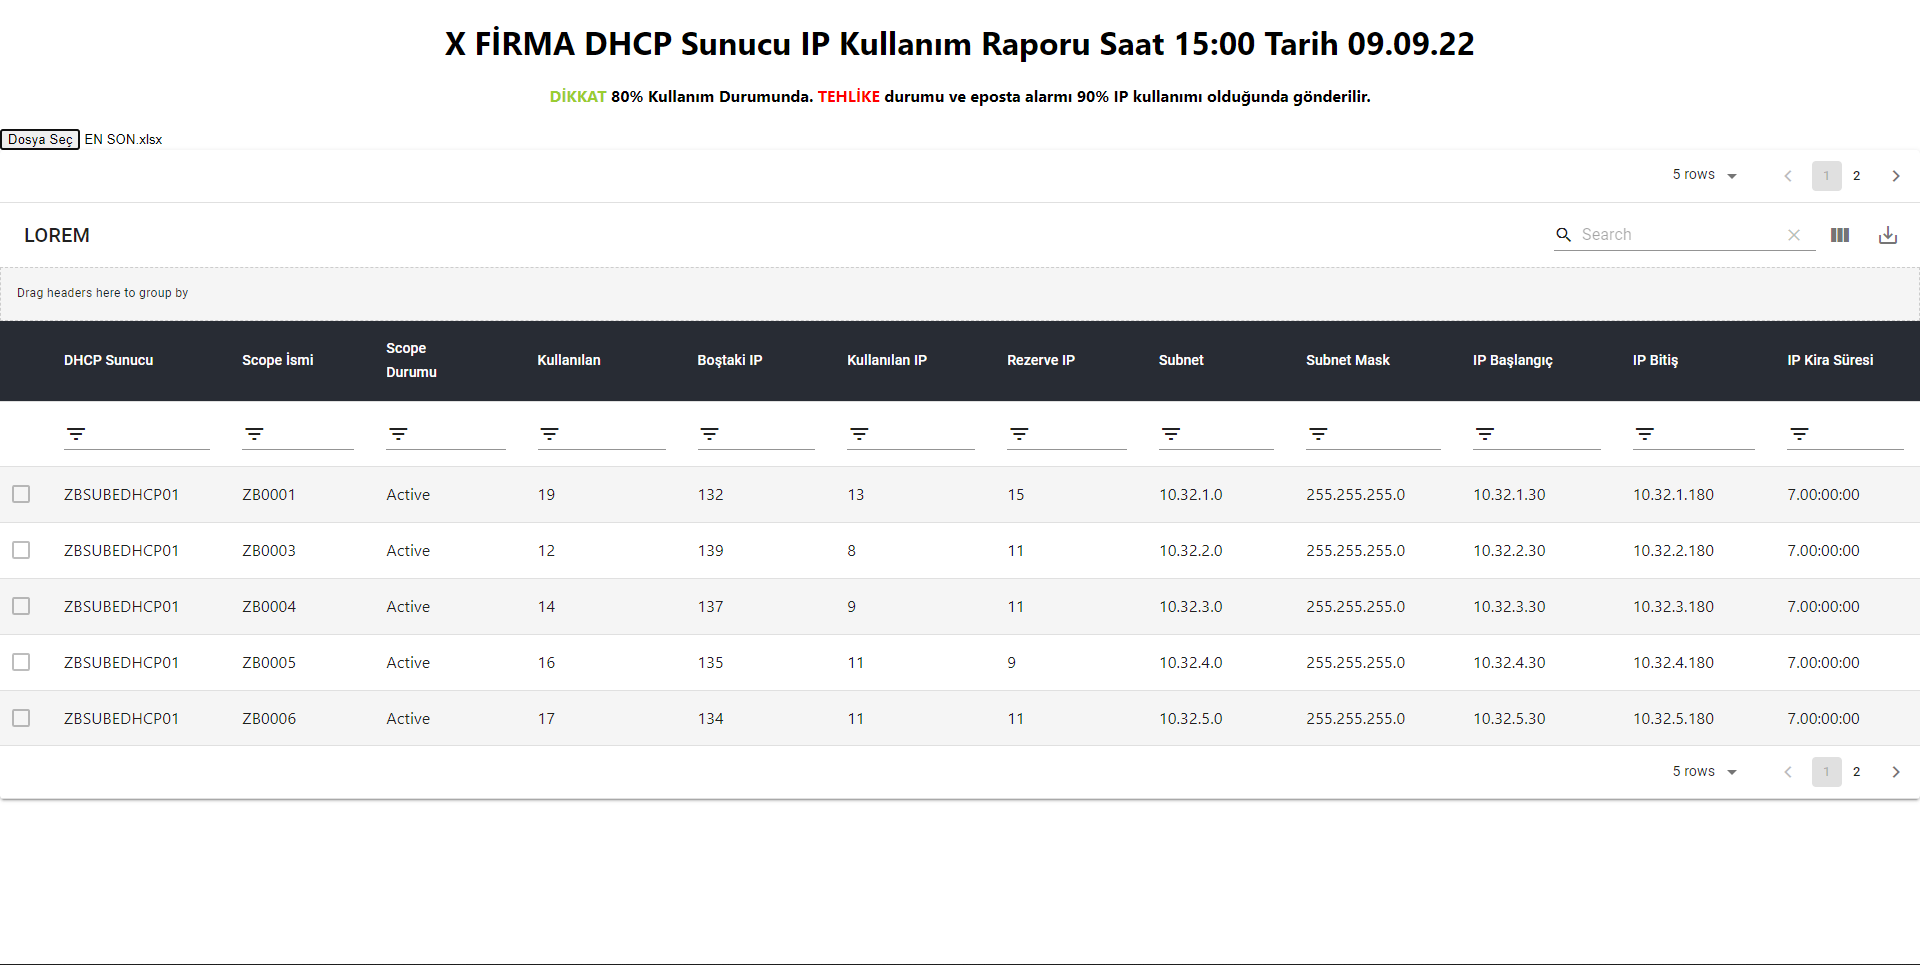 X FİRMA DHCP Sunucu IP Kullanım Raporu Saat 15:00 Tarih 09.09.22
DİKKAT 80% Kullanım Durumunda. TEHLİKE durumu ve eposta alarmı 90% IP kullanımı olduğunda gönderilir.
Dosya Seç EN SON.xlsx
5 rows 1 2
LOREM Search
Drag headers here to group by
DHCP Sunucu Scope İsmi Scope Durumu Kullanılan Boştaki IP Kullanılan IP Rezerve IP Subnet Subnet Mask IP Başlangıç IP Bitiş IP Kira Süresi
ZBSUBEDHCP01 ZB0001 Active 19 132 13 15 10.32.1.0 255.255.255.0 10.32.1.30 10.32.1.180 7.00:00:00
ZBSUBEDHCP01 ZB0003 Active 12 139 8 11 10.32.2.0 255.255.255.0 10.32.2.30 10.32.2.180 7.00:00:00
ZBSUBEDHCP01 ZB0004 Active 14 137 9 11 10.32.3.0 255.255.255.0 10.32.3.30 10.32.3.180 7.00:00:00
ZBSUBEDHCP01 ZB0005 Active 16 135 11 9 10.32.4.0 255.255.255.0 10.32.4.30 10.32.4.180 7.00:00:00
ZBSUBEDHCP01 ZB0006 Active 17 134 11 11 10.32.5.0 255.255.255.0 10.32.5.30 10.32.5.180 7.00:00:00
5 rows 1 2